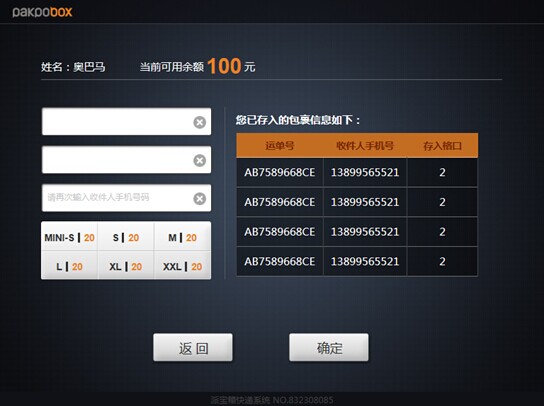 pakpobox
姓名：奥巴马 当前可用余额 100 元
您已存入的包裹信息如下：
运单号 收件人手机号 存入格口
AB7589668CE 13899565521 2
AB7589668CE 13899565521 2
AB7589668CE 13899565521 2
AB7589668CE 13899565521 2
请再次输入收件人手机号码
MINI-S | 20 S | 20 M | 20
L | 20 XL | 20 XXL | 20
返回 确定
派宝箱快递系统 NO.832308085